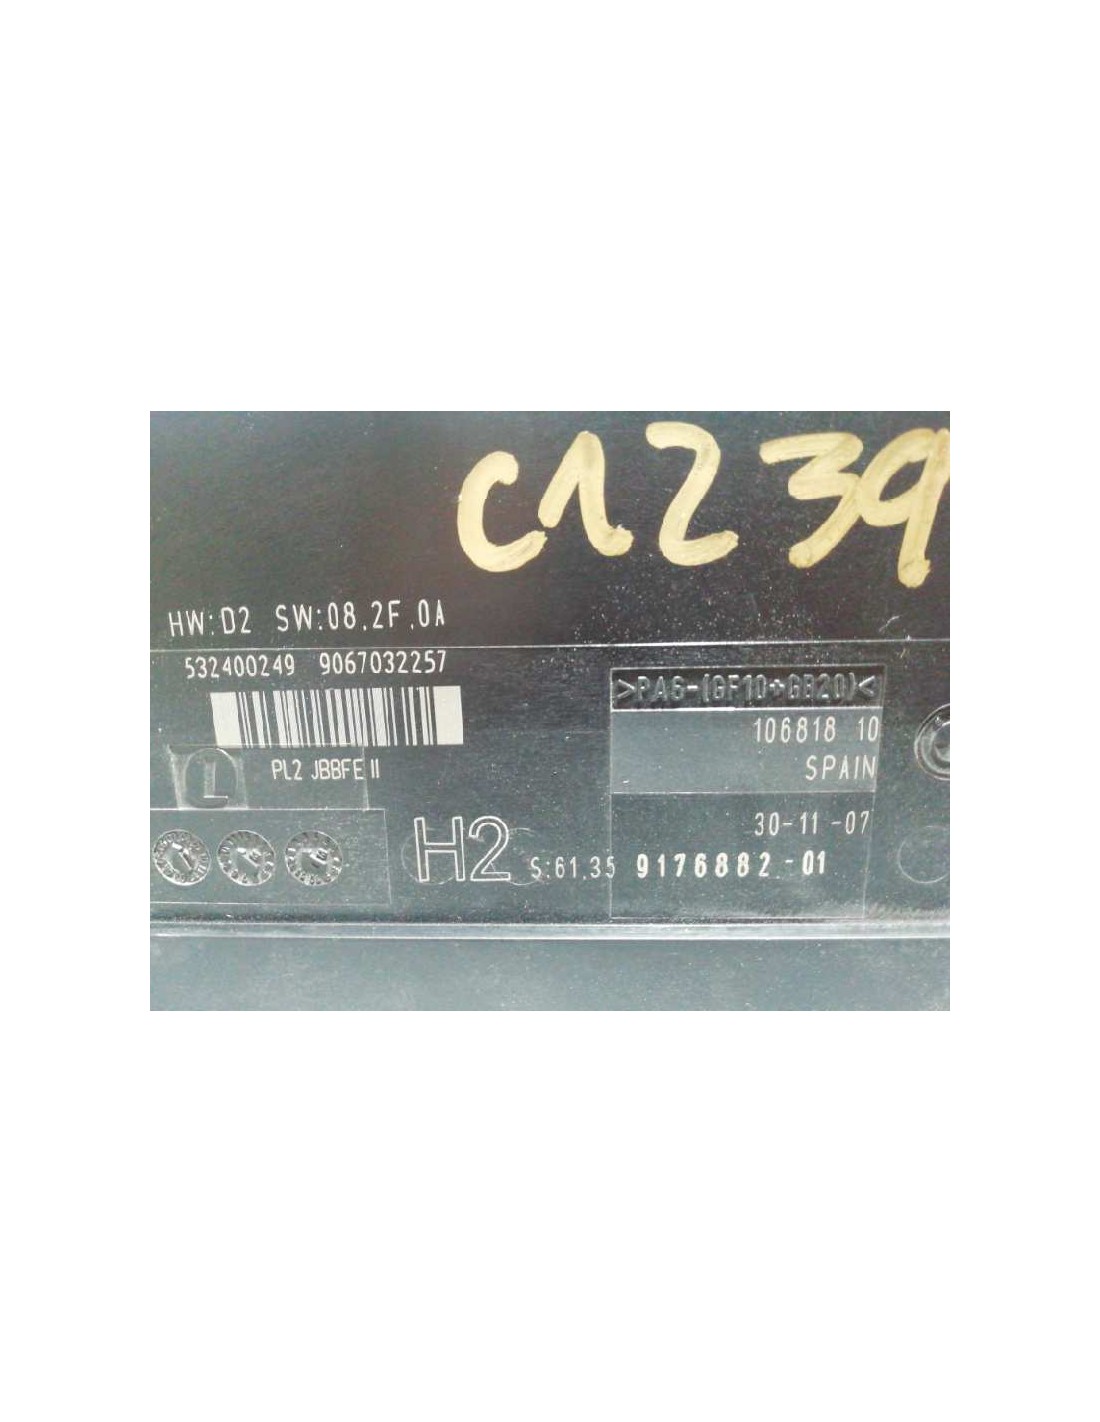 C1239
HW:D2 SW:08.2F.0A
532400249 9067032257
>PA6-(GF10+GB20)<
106818 10
L
PL2 JBBFE II
SPAIN
30-11-07
H2 S:61.35 9176882-01